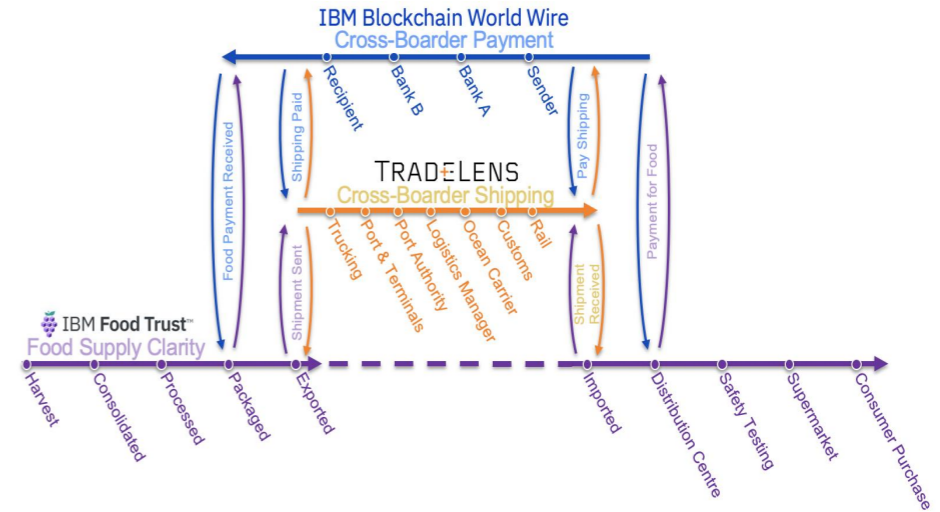 IBM Blockchain World Wire
Cross-Boarder Payment
Recipient
Bank B
Bank A
Sender
Food Payment Received
Shipping Paid
Pay Shipping
Payment for Food
TRADELENS
Cross-Boarder Shipping
Trucking
Port & Terminals
Port Authority
Logistics Manager
Ocean Carrier
Customs
Rail
Shipment Sent
Shipment
Received
IBM Food Trust™
Food Supply Clarity
Harvest
Consolidated
Processed
Packaged
Exported
Imported
Distribution Centre
Safety Testing
Supermarket
Consumer Purchase